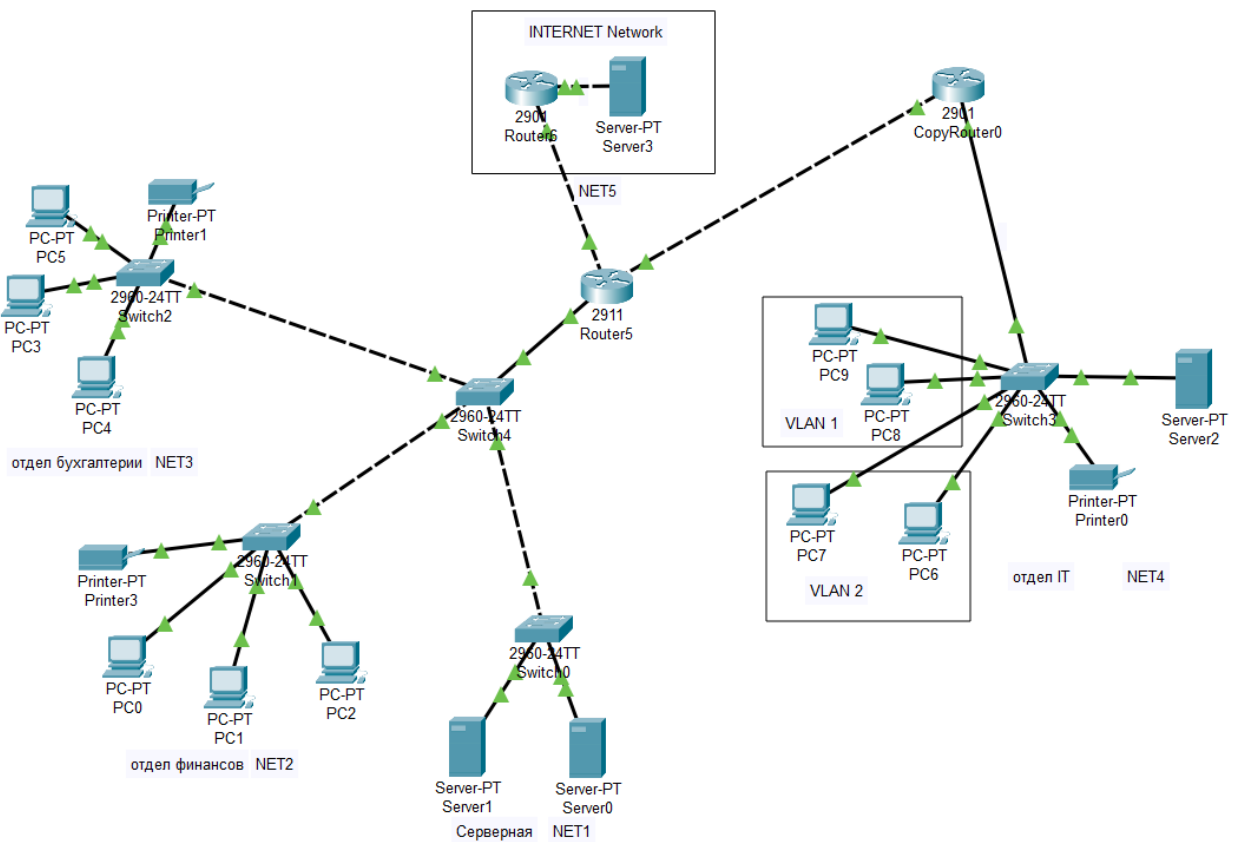 INTERNET Network
2901
Router6
Server-PT
Server3
2901
CopyRouter0
NET5
Printer-PT
Printer1
PC-PT
PC5
2960-24TT
Switch2
PC-PT
PC3
PC-PT
PC4
2911
Router5
2960-24TT
Switch4
отдел бухгалтерии NET3
PC-PT
PC9
PC-PT
PC8
VLAN 1
2960-24TT
Switch3
Server-PT
Server2
Printer-PT
Printer0
PC-PT
PC7
PC-PT
PC6
VLAN 2
отдел IT NET4
2960-24TT
Switch1
Printer-PT
Printer3
PC-PT
PC0
PC-PT
PC1
PC-PT
PC2
отдел финансов NET2
2960-24TT
Switch0
Server-PT
Server1
Server-PT
Server0
Серверная NET1